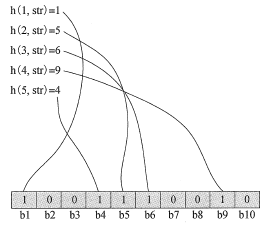 h(1, str)=1
h(2, str)=5
h(3, str)=6
h(4, str)=9
h(5, str)=4
1 0 0 1 1 1 0 0 1 0
b1 b2 b3 b4 b5 b6 b7 b8 b9 b10